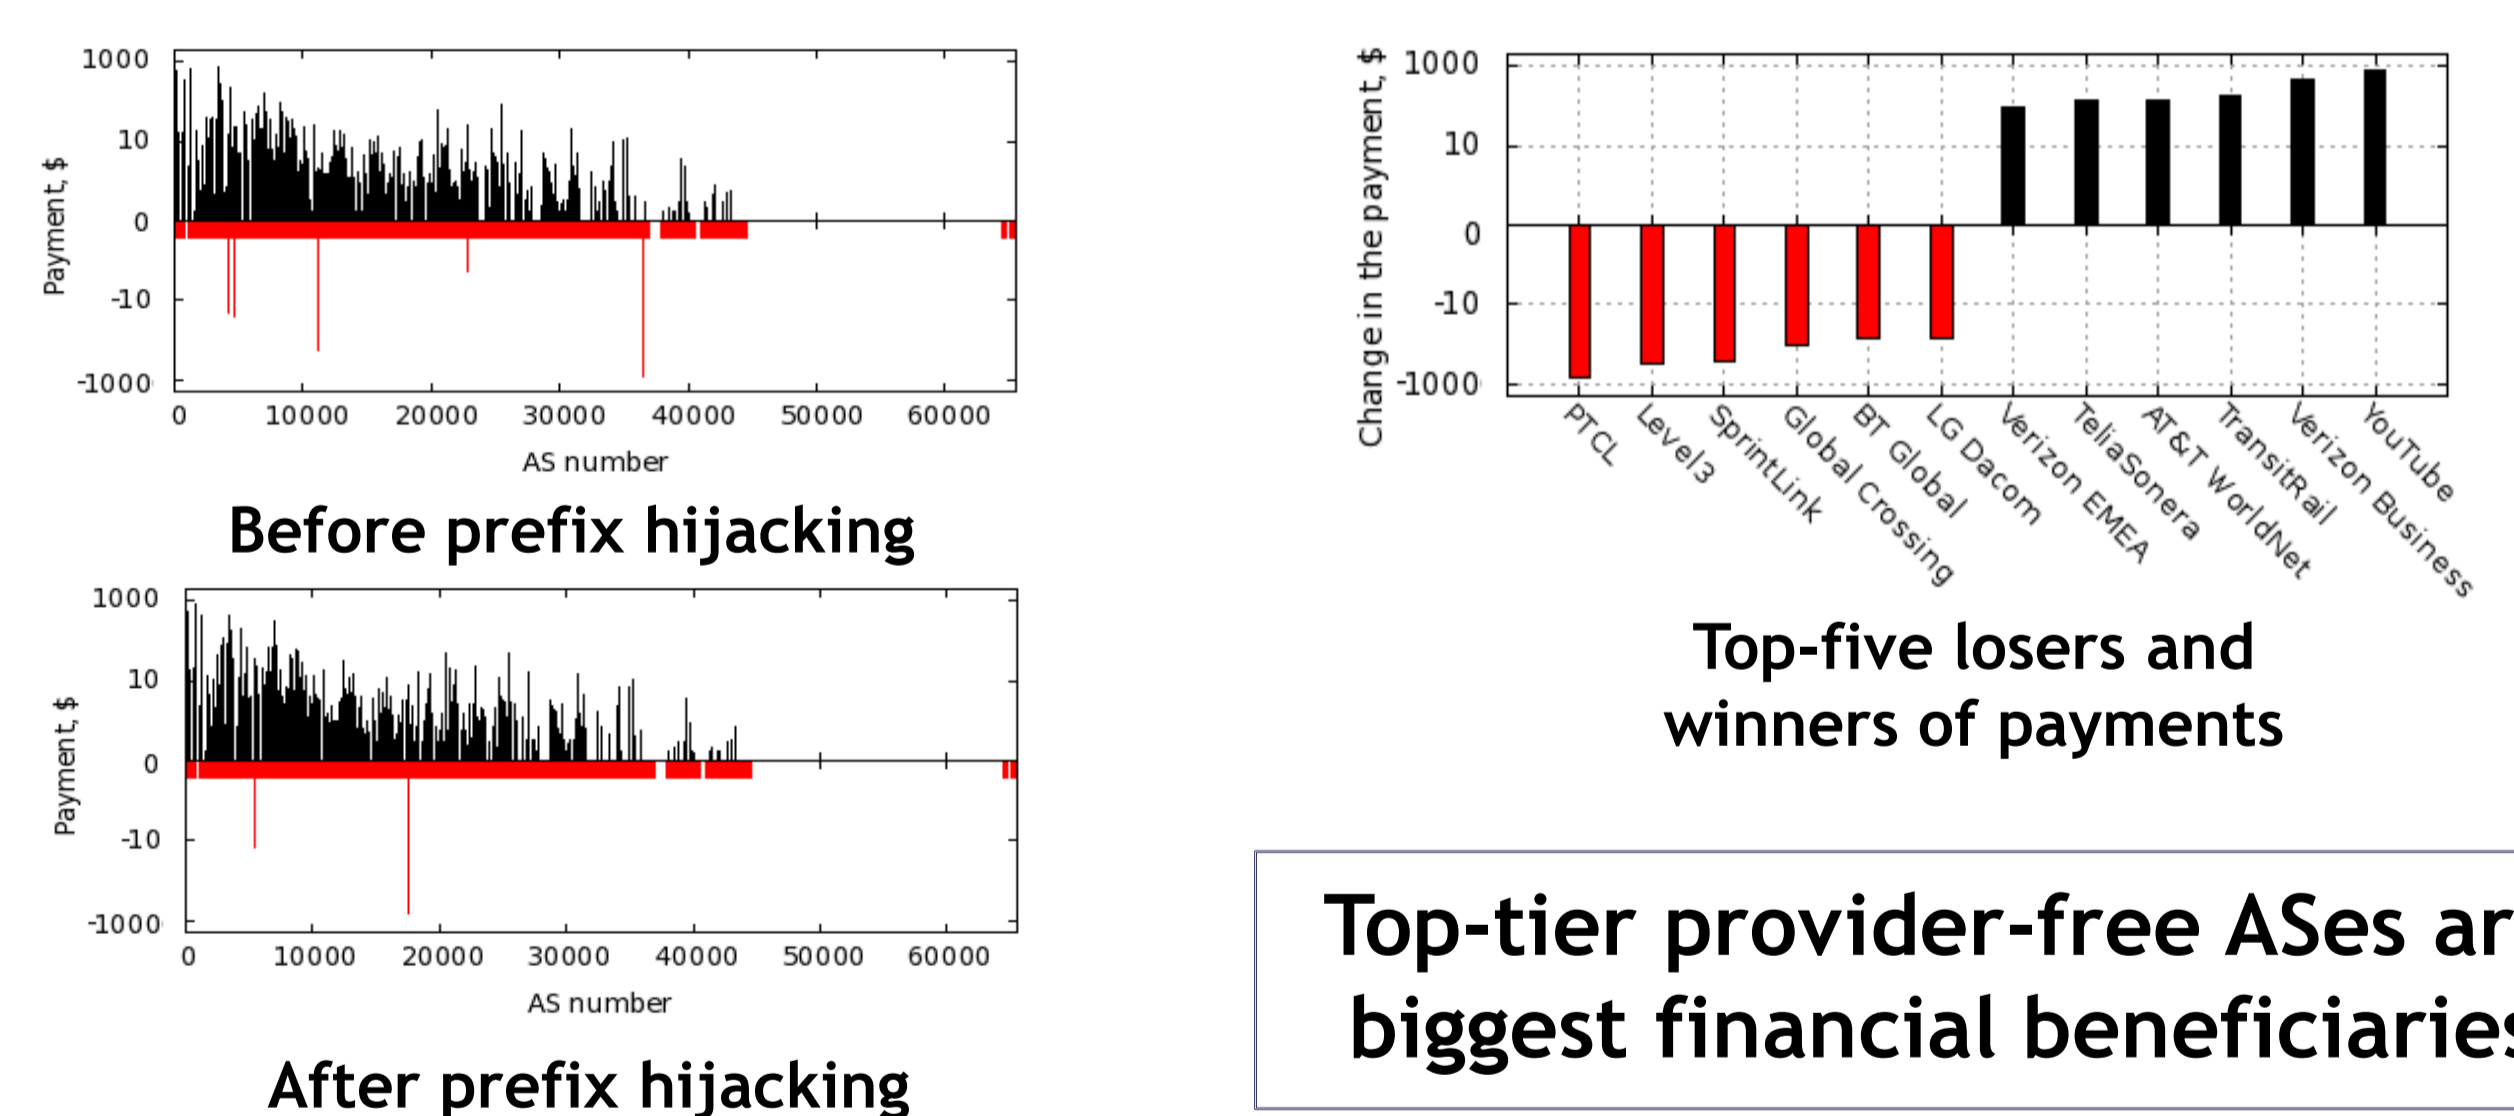 1000
10
0
-10
-1000
Payment, $
0 10000 20000 30000 40000 50000 60000
AS number
Before prefix hijacking
1000
10
0
-10
-1000
Payment, $
0 10000 20000 30000 40000 50000 60000
AS number
After prefix hijacking
Change in the payment, $
1000
10
0
-10
-1000
PTCL
Level3
SprintLink
Global Crossing
BT Global
LG Dacom
Verizon EMEA
TeliaSonera
AT&T WorldNet
TransitRail
Verizon Business
YouTube
Top-five losers and
winners of payments
Top-tier provider-free ASes ar
biggest financial beneficiaries